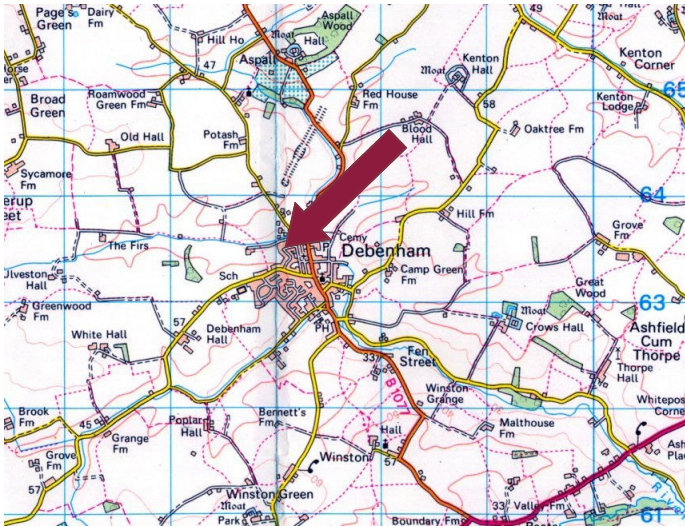 Page's
Green
Dairy
Fm
Hill Ho
47
Moat
Hall
Aspall
Wood
Aspall
49
Moat
Kenton
Hall
Moat
Kenton
Corner
65
Broad
Green
Roamwood
Green Fm
Red House
Fm
58
Kenton
Lodge
Old Hall
Potash
Fm
Blood
Hall
Oaktree Fm
Sycamore
Fm
64
Hill Fm
Grove
Fm
The Firs
Cemy
Debenham
Ulveston
Hall
Sch
Camp Green
Fm
Great
Wood
63
Greenwood
Fm
57
White Hall
Debenham
Hall
PH
Moat
Crows Hall
Ashfield
Cum
Thorpe
33
Fen
Street
Thorpe
Hall
B1077
Winston
Grange
Brook
Fm
45
Grange
Fm
Poplar
Hall
Bennett's
Fm
Hall
57
Malthouse
Fm
Grove
Fm
57
Winston
Winston Green
Moat
Park
Boundary Fm
33
Valley Fm
61